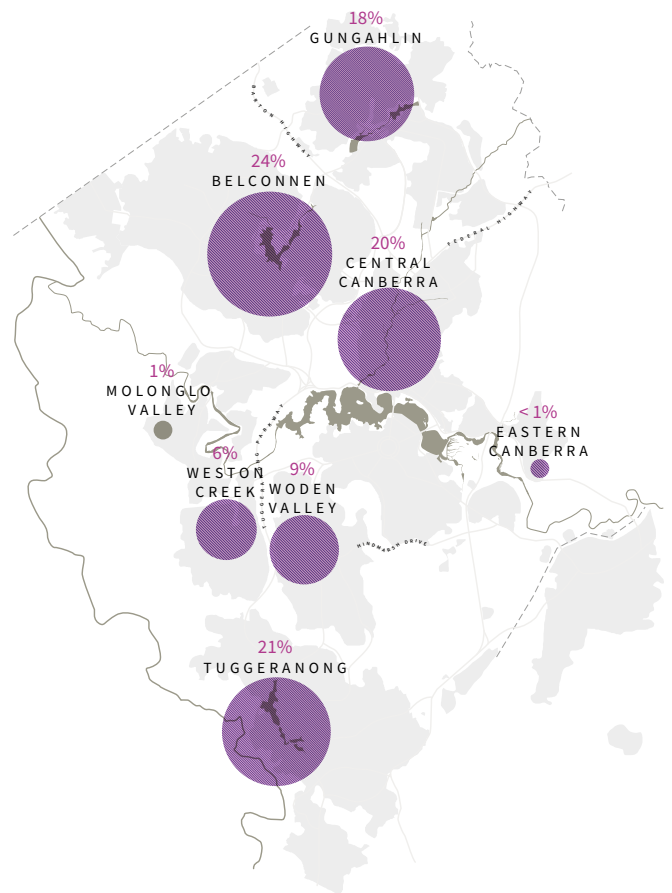 18%
GUNGAHLIN
BARTON HIGHWAY
24%
BELCONNEN
FEDERAL HIGHWAY
20%
CENTRAL
CANBERRA
1%
MOLONGLO
VALLEY
< 1%
EASTERN
CANBERRA
TUGGERANONG PARKWAY
6%
WESTON
CREEK
9%
WODEN
VALLEY
HINDMARSH DRIVE
21%
TUGGERANONG